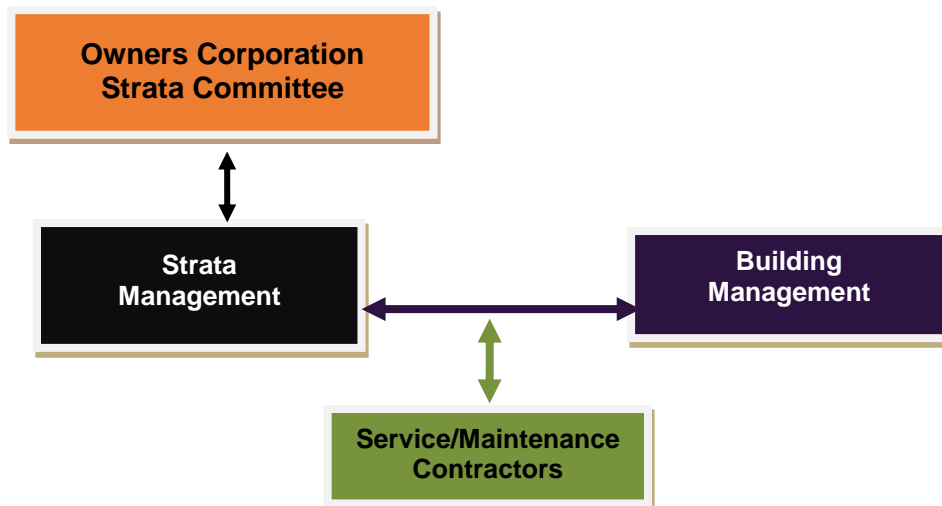 Owners Corporation
Strata Committee
Strata
Management
Building
Management
Service/Maintenance
Contractors